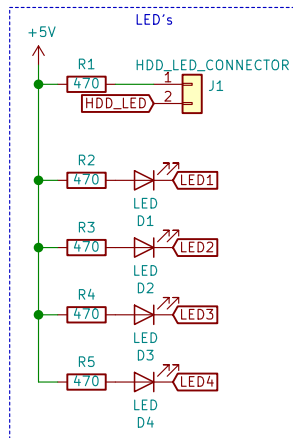 LED's
+5V
R1
HDD_LED_CONNECTOR
470
1
J1
HDD_LED
2
R2
470
LED1
LED
D1
R3
470
LED2
LED
D2
R4
470
LED3
LED
D3
R5
470
LED4
LED
D4